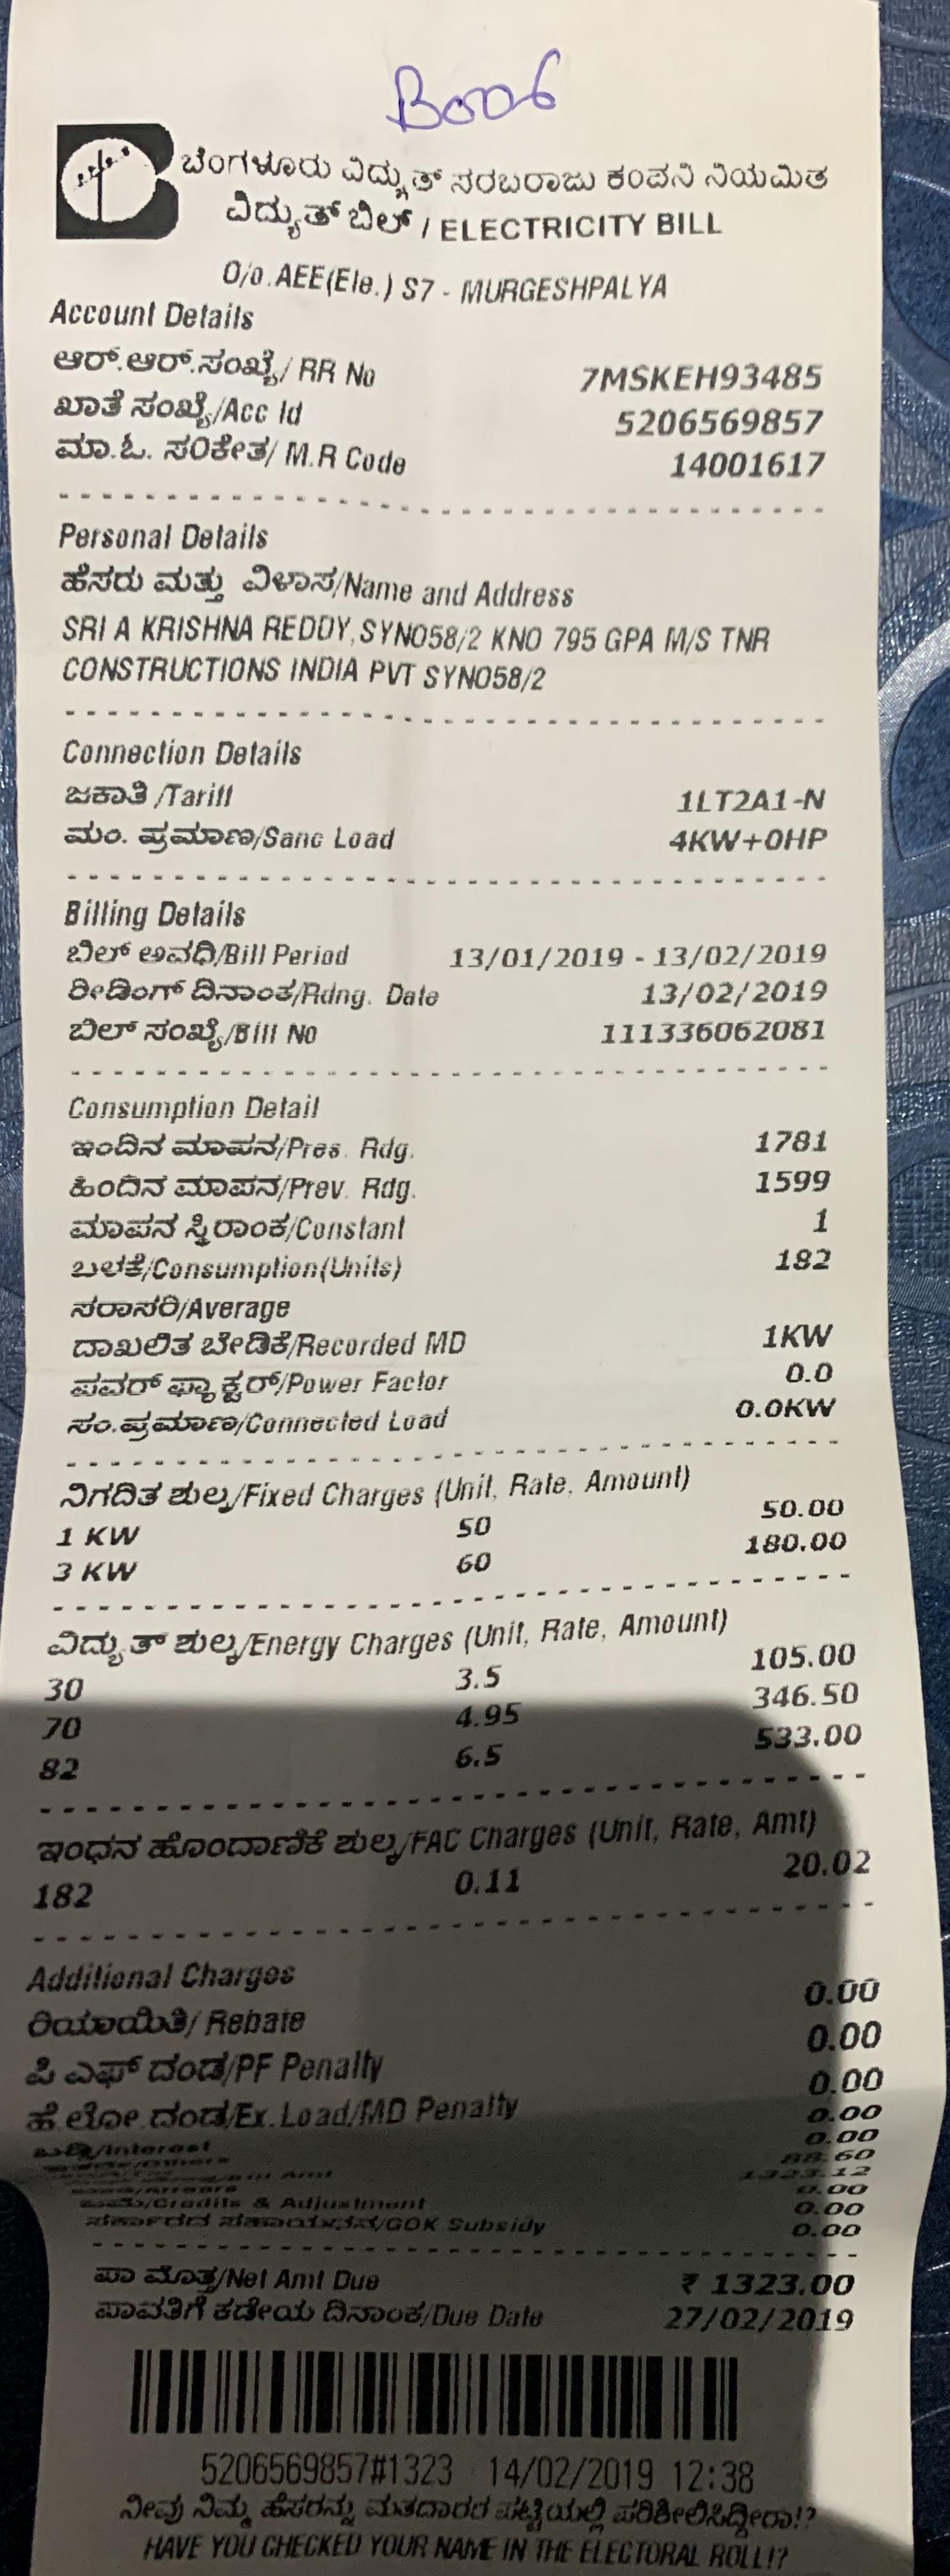 B006
ಬೆಂಗಳೂರು ವಿದ್ಯುತ್ ಸರಬರಾಜು ಕಂಪನಿ ನಿಯಮಿತ
ವಿದ್ಯುತ್ ಬಿಲ್ / ELECTRICITY BILL
O/o.AEE(Ele.) S7 - MURGESHPALYA
Account Details
ಆರ್.ಆರ್.ಸಂಖ್ಯೆ/ RR No 7MSKEH93485
ಖಾತೆ ಸಂಖ್ಯೆ/Acc Id 5206569857
ಮಾ.ಓ. ಸಂಕೇತ/ M.R Code 14001617
Personal Details
ಹೆಸರು ಮತ್ತು ವಿಳಾಸ/Name and Address
SRI A KRISHNA REDDY,SYNO58/2 KNO 795 GPA M/S TNR
CONSTRUCTIONS INDIA PVT SYNO58/2
Connection Details
ಜಕಾತಿ /Tariff 1LT2A1-N
ಮಂ. ಪ್ರಮಾಣ/Sanc Load 4KW+0HP
Billing Details
ಬಿಲ್ ಅವಧಿ/Bill Period 13/01/2019 - 13/02/2019
ರೀಡಿಂಗ್ ದಿನಾಂಕ/Rdng. Date 13/02/2019
ಬಿಲ್ ಸಂಖ್ಯೆ/Bill No 111336062081
Consumption Detail
ಇಂದಿನ ಮಾಪನ/Pres. Rdg. 1781
ಹಿಂದಿನ ಮಾಪನ/Prev. Rdg. 1599
ಮಾಪನ ಸ್ಥಿರಾಂಕ/Constant 1
ಬಳಕೆ/Consumption(Units) 182
ಸರಾಸರಿ/Average
ದಾಖಲಿತ ಬೇಡಿಕೆ/Recorded MD 1KW
ಪವರ್ ಫ್ಯಾಕ್ಟರ್/Power Factor 0.0
ಸಂ.ಪ್ರಮಾಣ/Connected Load 0.0KW
ನಿಗದಿತ ಶುಲ್ಕ/Fixed Charges (Unit, Rate, Amount)
1 KW 50 50.00
3 KW 60 180.00
ವಿದ್ಯುತ್ ಶುಲ್ಕ/Energy Charges (Unit, Rate, Amount)
30 3.5 105.00
70 4.95 346.50
82 6.5 533.00
ಇಂಧನ ಹೊಂದಾಣಿಕೆ ಶುಲ್ಕ/FAC Charges (Unit, Rate, Amt)
182 0.11 20.02
Additional Charges
ರಿಯಾಯಿತಿ/ Rebate 0.00
ಪಿ ಎಫ್ ದಂಡ/PF Penalty 0.00
ಹೆ.ಲೋ.ದಂಡ/Ex.Load/MD Penalty 0.00
ಬಡ್ಡಿ/Interest 0.00
/Others 0.00
88.60
Amt 1323.12
/Arrears 0.00
/Credits & Adjustment 0.00
/GOK Subsidy 0.00
ಪಾ ಮೊತ್ತ/Net Amt Due ₹ 1323.00
ಪಾವತಿಗೆ ಕಡೇಯ ದಿನಾಂಕ/Due Date 27/02/2019
5206569857#1323 14/02/2019 12:38
ನೀವು ನಿಮ್ಮ ಹೆಸರನ್ನು ಮತದಾರರ ಪಟ್ಟಿಯಲ್ಲಿ ಪರಿಶೀಲಿಸಿದ್ದೀರಾ!?
HAVE YOU CHECKED YOUR NAME IN THE ELECTORAL ROLL!?